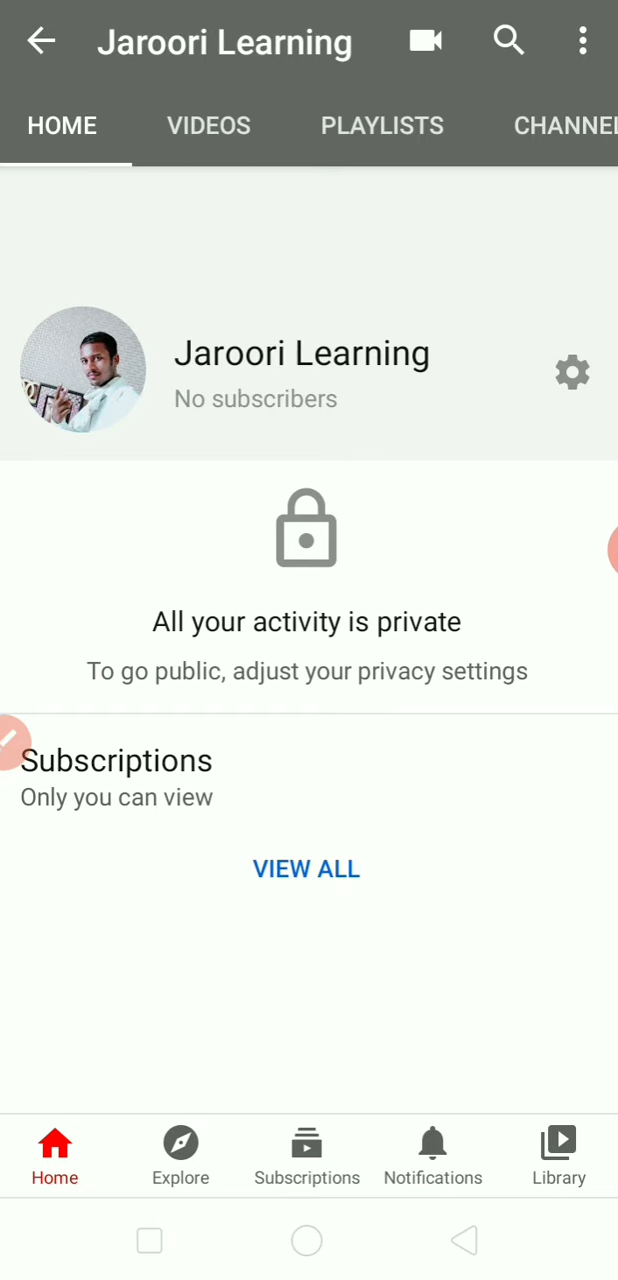 Jaroori Learning
HOME VIDEOS PLAYLISTS CHANNEL
Jaroori Learning
No subscribers
All your activity is private
To go public, adjust your privacy settings
Subscriptions
Only you can view
VIEW ALL
Home Explore Subscriptions Notifications Library